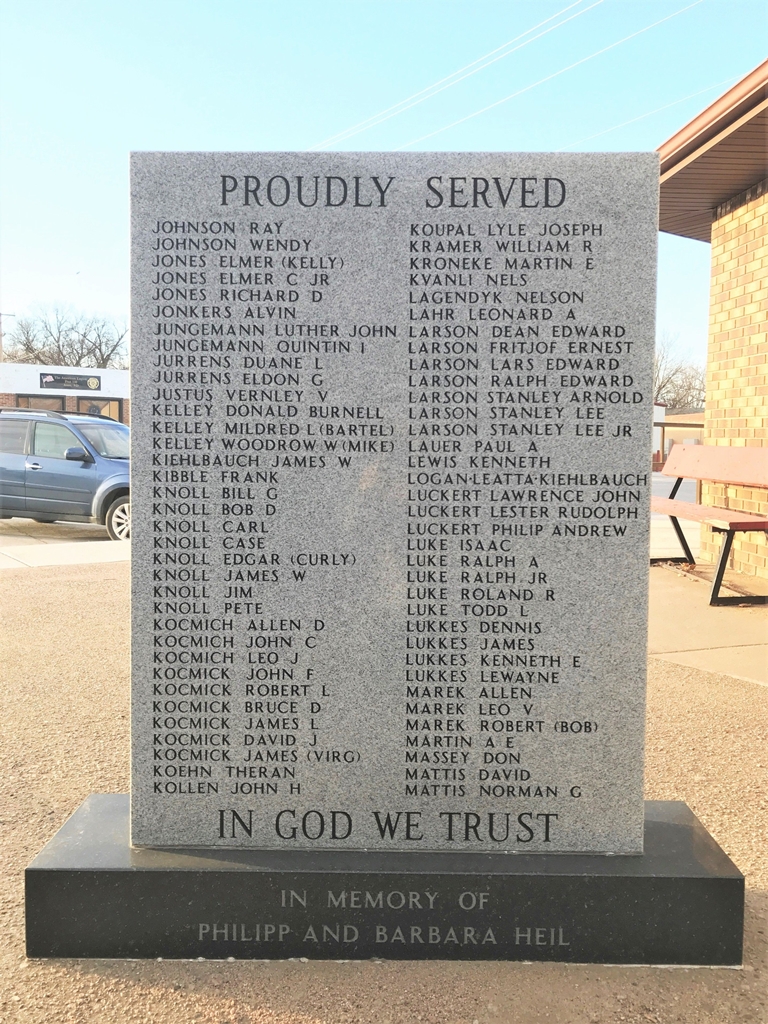 PROUDLY SERVED
JOHNSON RAY
JOHNSON WENDY
JONES ELMER (KELLY)
JONES ELMER C JR
JONES RICHARD D
JONKERS ALVIN
JUNGEMANN LUTHER JOHN
JUNGEMANN QUINTIN I
JURRENS DUANE L
JURRENS ELDON G
JUSTUS VERNLEY V
KELLEY DONALD BURNELL
KELLEY MILDRED L (BARTEL)
KELLEY WOODROW W (MIKE)
KIEHLBAUCH JAMES W
KIBBLE FRANK
KNOLL BILL G
KNOLL BOB D
KNOLL CARL
KNOLL CASE
KNOLL EDGAR (CURLY)
KNOLL JAMES W
KNOLL JIM
KNOLL PETE
KOCMICH ALLEN D
KOCMICH JOHN C
KOCMICH LEO J
KOCMICK JOHN F
KOCMICK ROBERT L
KOCMICK BRUCE D
KOCMICK JAMES L
KOCMICK DAVID J
KOCMICK JAMES (VIRG)
KOEHN THERAN
KOLLEN JOHN H
KOUPAL LYLE JOSEPH
KRAMER WILLIAM R
KRONEKE MARTIN E
KVANLI NELS
LAGENDYK NELSON
LAHR LEONARD A
LARSON DEAN EDWARD
LARSON FRITJOF ERNEST
LARSON LARS EDWARD
LARSON RALPH EDWARD
LARSON STANLEY ARNOLD
LARSON STANLEY LEE
LARSON STANLEY LEE JR
LAUER PAUL A
LEWIS KENNETH
LOGAN·LEATTA·KIEHLBAUCH
LUCKERT LAWRENCE JOHN
LUCKERT LESTER RUDOLPH
LUCKERT PHILIP ANDREW
LUKE ISAAC
LUKE RALPH A
LUKE RALPH JR
LUKE ROLAND R
LUKE TODD L
LUKKES DENNIS
LUKKES JAMES
LUKKES KENNETH E
LUKKES LEWAYNE
MAREK ALLEN
MAREK LEO V
MAREK ROBERT (BOB)
MARTIN A E
MASSEY DON
MATTIS DAVID
MATTIS NORMAN G
IN GOD WE TRUST
IN MEMORY OF
PHILIPP AND BARBARA HEIL